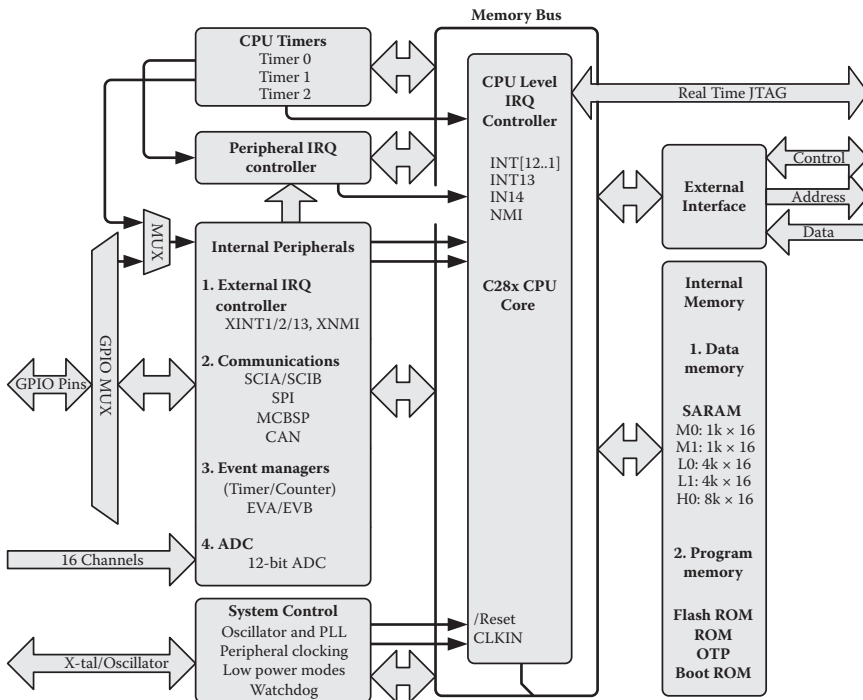 Memory Bus
CPU Timers
Timer 0
Timer 1
Timer 2
Peripheral IRQ
controller
MUX
Internal Peripherals
1. External IRQ
controller
XINT1/2/13, XNMI
2. Communications
SCIA/SCIB
SPI
MCBSP
CAN
3. Event managers
(Timer/Counter)
EVA/EVB
4. ADC
12-bit ADC
GPIO Pins
GPIO MUX
16 Channels
System Control
Oscillator and PLL
Peripheral clocking
Low power modes
Watchdog
X-tal/Oscillator
CPU Level
IRQ
Controller
INT[12..1]
INT13
IN14
NMI
C28x CPU
Core
/Reset
CLKIN
Real Time JTAG
External
Interface
Control
Address
Data
Internal
Memory
1. Data
memory
SARAM
M0: 1k × 16
M1: 1k × 16
L0: 4k × 16
L1: 4k × 16
H0: 8k × 16
2. Program
memory
Flash ROM
ROM
OTP
Boot ROM